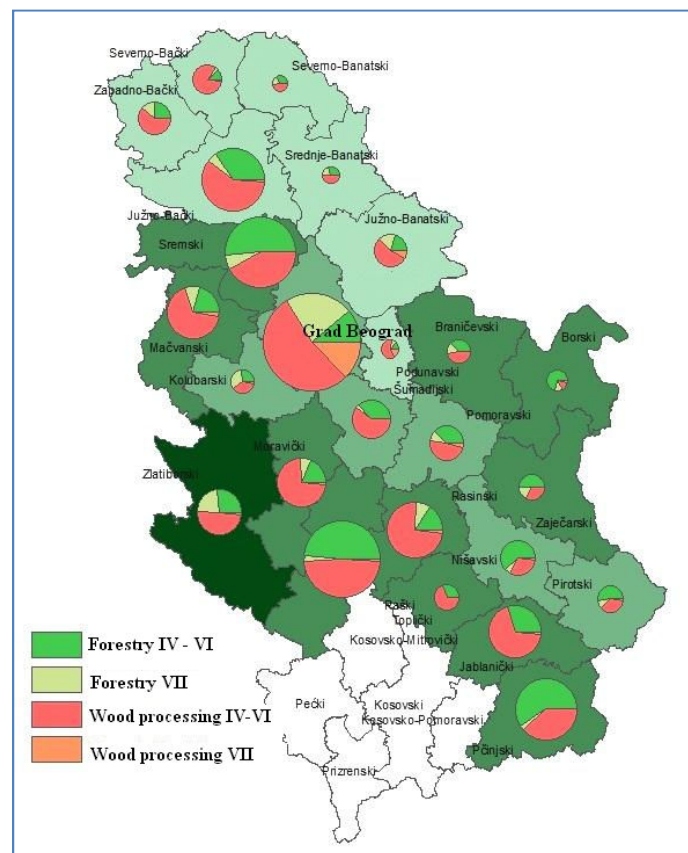 Severno-Bački
Severno-Banatski
Zapadno-Bački
Srednje-Banatski
Južno-Bački
Južno-Banatski
Sremski
Grad Beograd
Braničevski
Borski
Mačvanski
Podunavski
Kolubarski
Šumadijski
Pomoravski
Moravički
Zlatiborski
Rasinski
Zaječarski
Nišavski
Pirotski
Raški
Toplički
Kosovsko-Mitrovički
Jablanički
Pećki
Kosovski
Kosovsko-Pomoravski
Pčinjski
Prizrenski
Forestry IV - VI
Forestry VII
Wood processing IV-VI
Wood processing VII